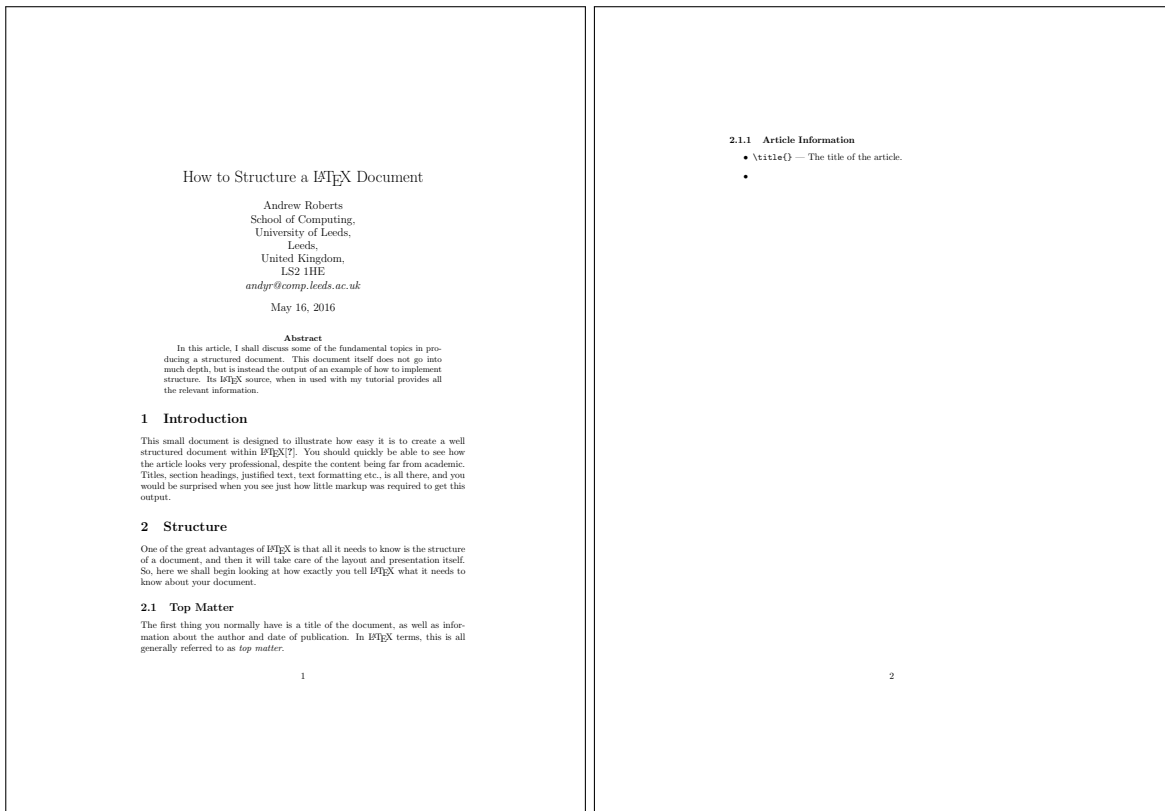 How to Structure a LATEX Document
Andrew Roberts
School of Computing,
University of Leeds,
Leeds,
United Kingdom,
LS2 1HE
andyr@comp.leeds.ac.uk
May 16, 2016
Abstract
In this article, I shall discuss some of the fundamental topics in pro-
ducing a structured document. This document itself does not go into
much depth, but is instead the output of an example of how to implement
structure. Its LATEX source, when in used with my tutorial provides all
the relevant information.
1 Introduction
This small document is designed to illustrate how easy it is to create a well
structured document within LATEX[?]. You should quickly be able to see how
the article looks very professional, despite the content being far from academic.
Titles, section headings, justified text, text formatting etc., is all there, and you
would be surprised when you see just how little markup was required to get this
output.
2 Structure
One of the great advantages of LATEX is that all it needs to know is the structure
of a document, and then it will take care of the layout and presentation itself.
So, here we shall begin looking at how exactly you tell LATEX what it needs to
know about your document.
2.1 Top Matter
The first thing you normally have is a title of the document, as well as infor-
mation about the author and date of publication. In LATEX terms, this is all
generally referred to as top matter.
1
2.1.1 Article Information
• \title{} — The title of the article.
•
2